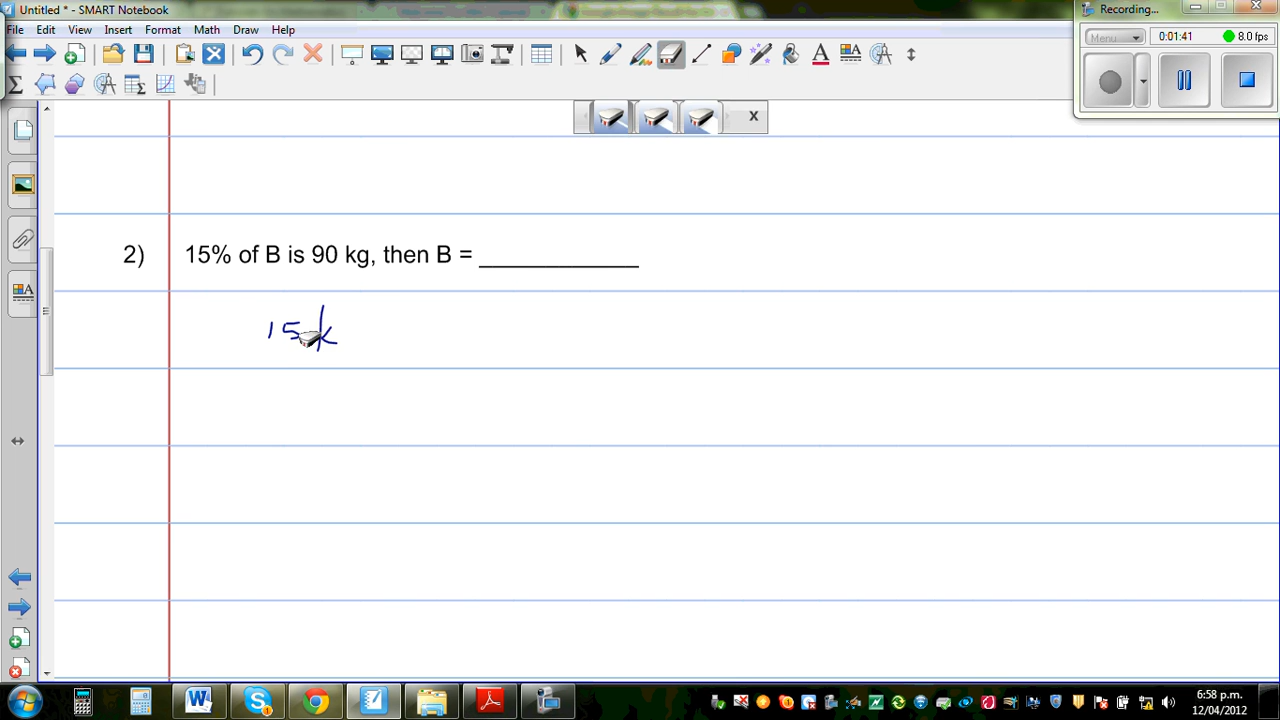 Untitled * - SMART Notebook
Recording...
File Edit View Insert Format Math Draw Help
Menu 0:01:41 8.0 fps
x
2) 15% of B is 90 kg, then B = _____________
15 k
6:58 p.m.
12/04/2012